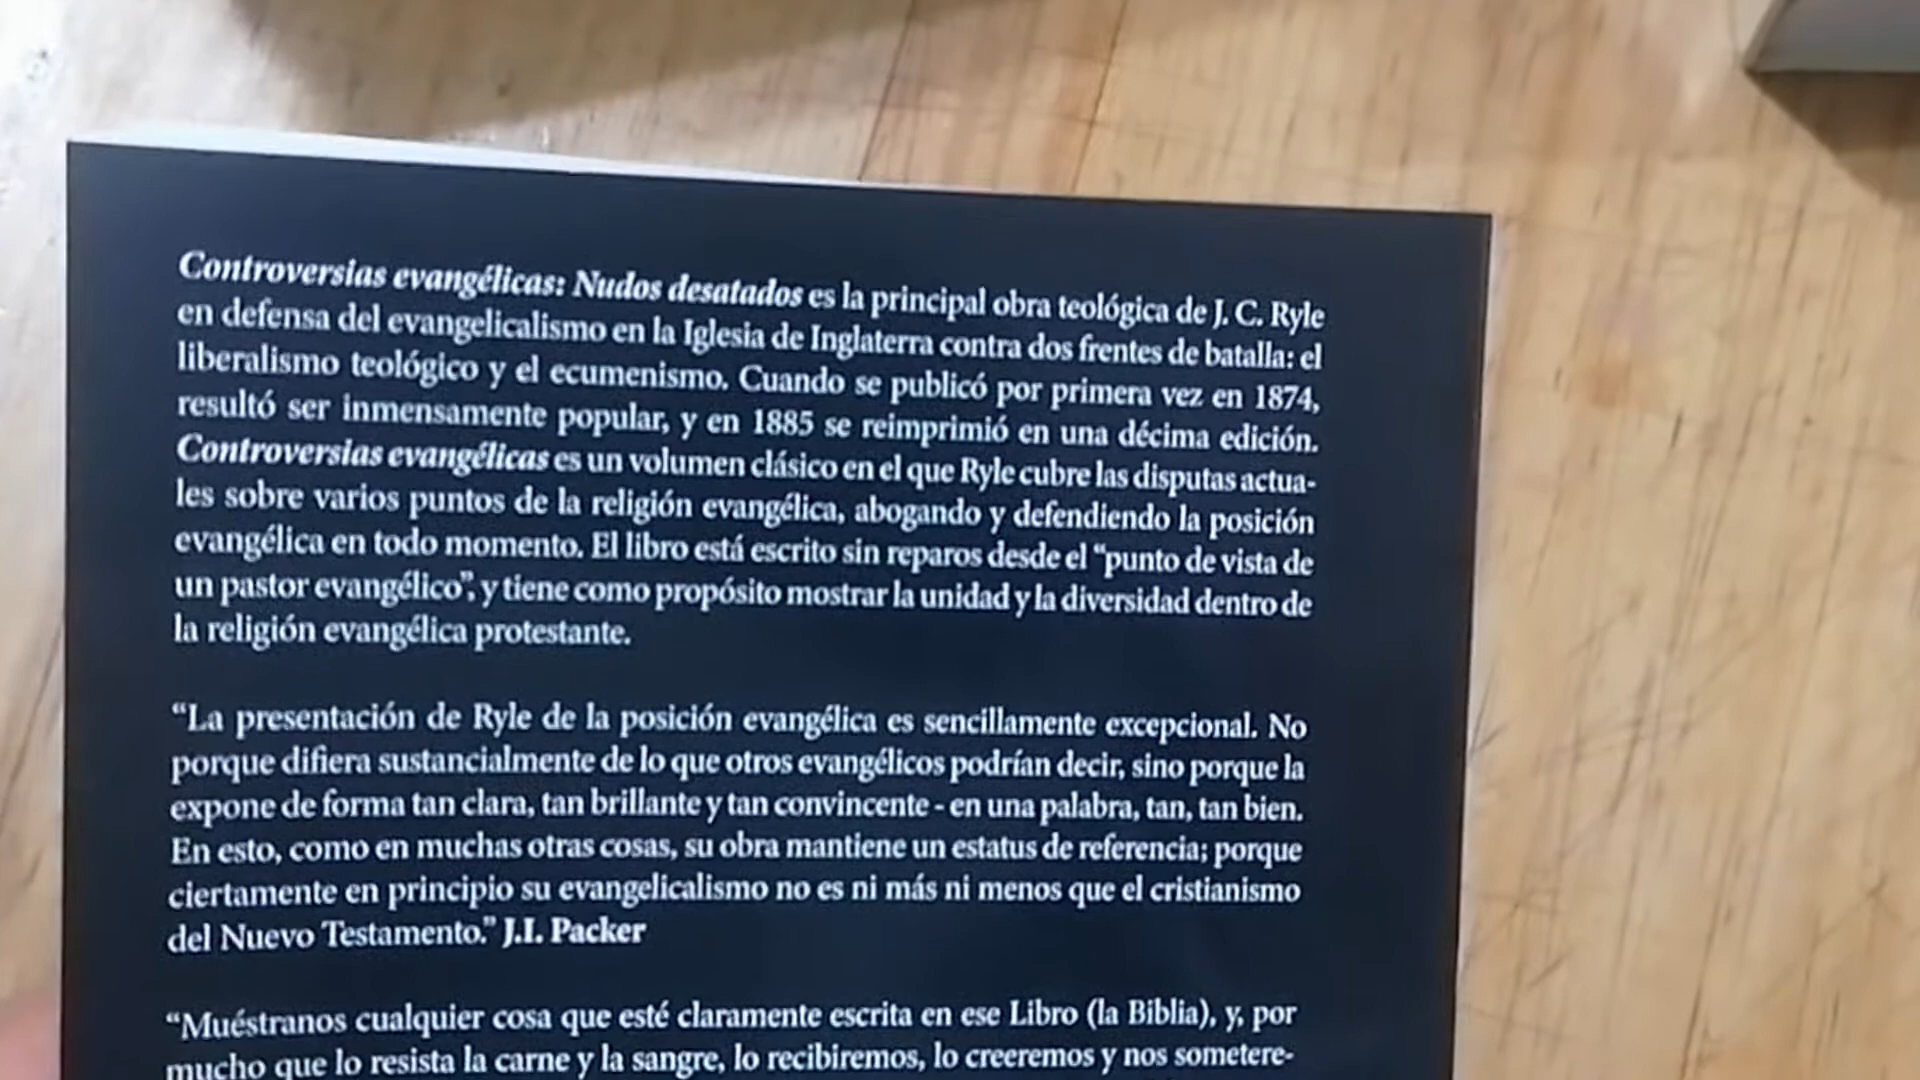 Controversias evangélicas: Nudos desatados es la principal obra teológica de J. C. Ryle
en defensa del evangelicalismo en la Iglesia de Inglaterra contra dos frentes de batalla: el
liberalismo teológico y el ecumenismo. Cuando se publicó por primera vez en 1874,
resultó ser inmensamente popular, y en 1885 se reimprimió en una décima edición.
Controversias evangélicas es un volumen clásico en el que Ryle cubre las disputas actua-
les sobre varios puntos de la religión evangélica, abogando y defendiendo la posición
evangélica en todo momento. El libro está escrito sin reparos desde el “punto de vista de
un pastor evangélico”, y tiene como propósito mostrar la unidad y la diversidad dentro de
la religión evangélica protestante.
“La presentación de Ryle de la posición evangélica es sencillamente excepcional. No
porque difiera sustancialmente de lo que otros evangélicos podrían decir, sino porque la
expone de forma tan clara, tan brillante y tan convincente - en una palabra, tan, tan bien.
En esto, como en muchas otras cosas, su obra mantiene un estatus de referencia; porque
ciertamente en principio su evangelicalismo no es ni más ni menos que el cristianismo
del Nuevo Testamento.” J.I. Packer
“Muéstranos cualquier cosa que esté claramente escrita en ese Libro (la Biblia), y, por
mucho que lo resista la carne y la sangre, lo recibiremos, lo creeremos y nos sometere-